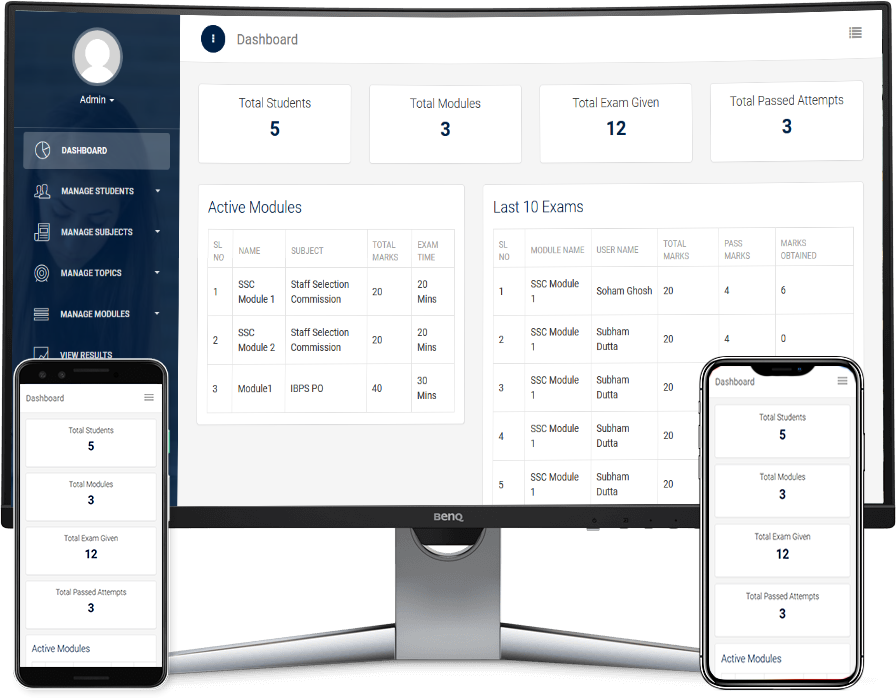 Admin
DASHBOARD
MANAGE STUDENTS
MANAGE SUBJECTS
MANAGE TOPICS
MANAGE MODULES
VIEW RESULTS
Dashboard
Total Students
5
Total Modules
3
Total Exam Given
12
Total Passed Attempts
3
Active Modules
SL NO NAME SUBJECT TOTAL MARKS EXAM TIME
1 SSC Module 1 Staff Selection Commission 20 20 Mins
2 SSC Module 2 Staff Selection Commission 20 20 Mins
3 Module1 IBPS PO 40 30 Mins
Last 10 Exams
SL NO MODULE NAME USER NAME TOTAL MARKS PASS MARKS MARKS OBTAINED
1 SSC Module 1 Soham Ghosh 20 4 6
2 SSC Module 1 Subham Dutta 20 4 0
3 SSC Module 1 Subham Dutta 20
4 SSC Module 1 Subham Dutta 20
5 SSC Module 1 Subham Dutta 20
BenQ
Dashboard
Total Students
5
Total Modules
3
Total Exam Given
12
Total Passed Attempts
3
Active Modules
Dashboard
Total Students
5
Total Modules
3
Total Exam Given
12
Total Passed Attempts
3
Active Modules